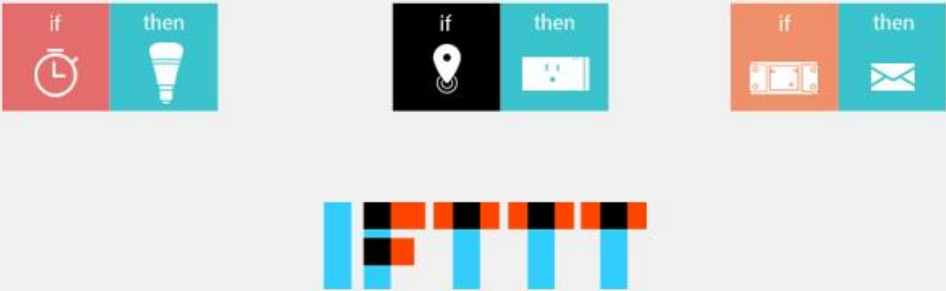 if then if then if then
IFTTT